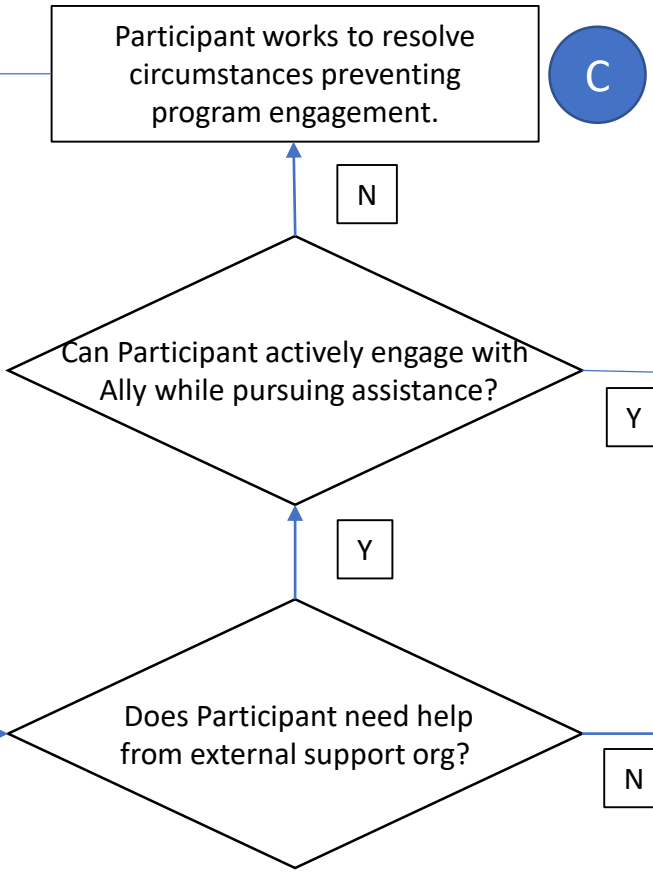 Participant works to resolve
circumstances preventing
program engagement.
C
N
Can Participant actively engage with
Ally while pursuing assistance?
Y
Y
Does Participant need help
from external support org?
N